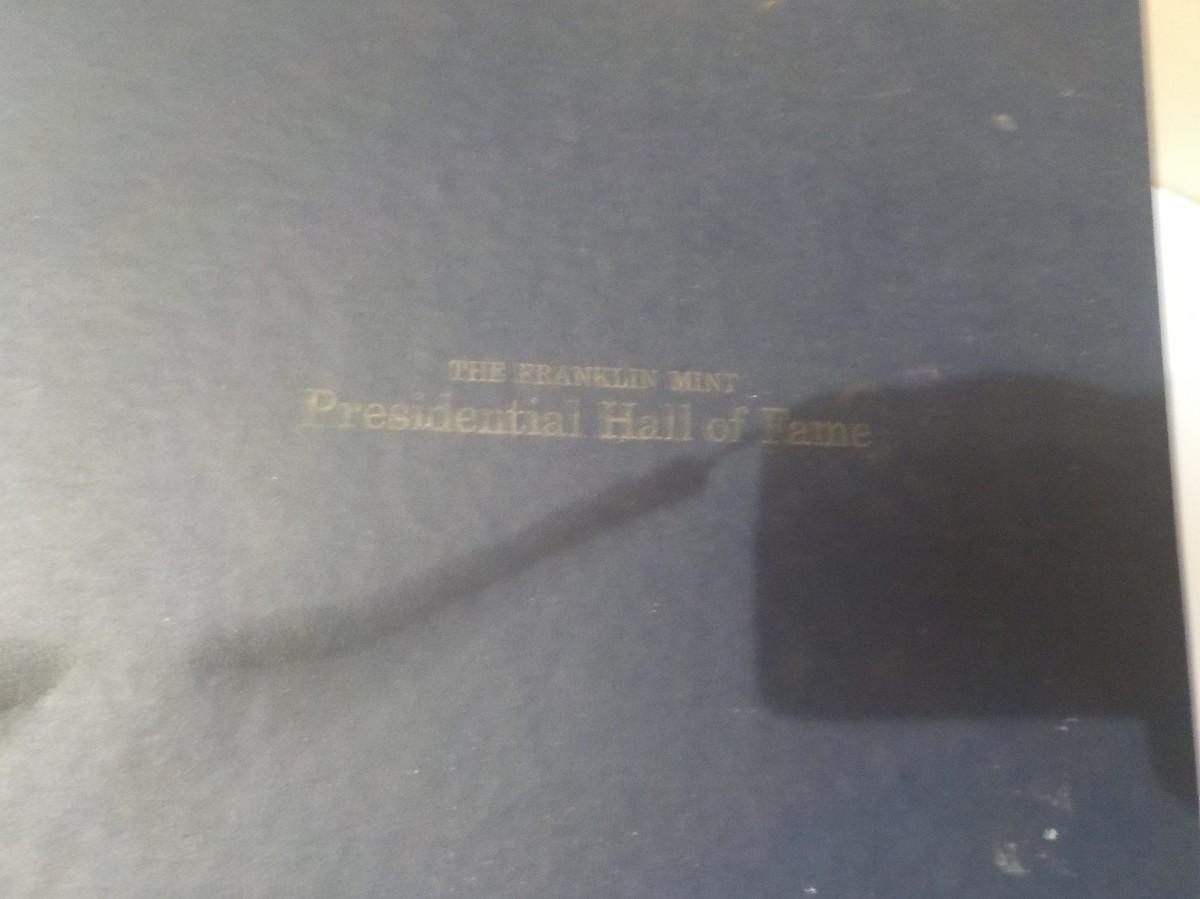 THE FRANKLIN MINT
Presidential Hall of Fame